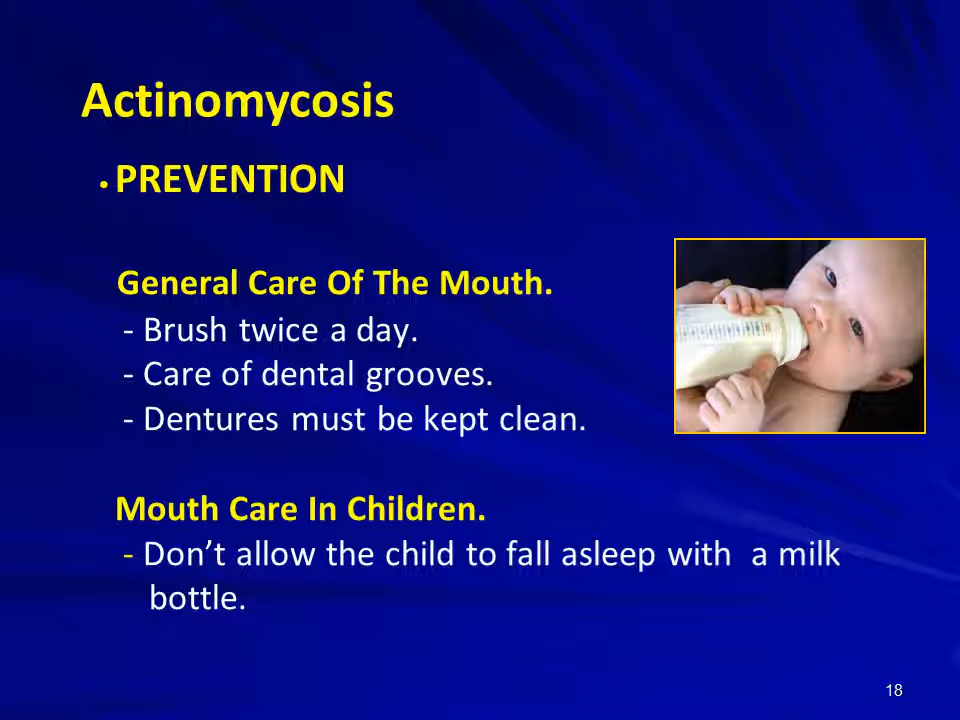 Actinomycosis
• PREVENTION
General Care Of The Mouth.
- Brush twice a day.
- Care of dental grooves.
- Dentures must be kept clean.
Mouth Care In Children.
- Don’t allow the child to fall asleep with a milk
bottle.
18